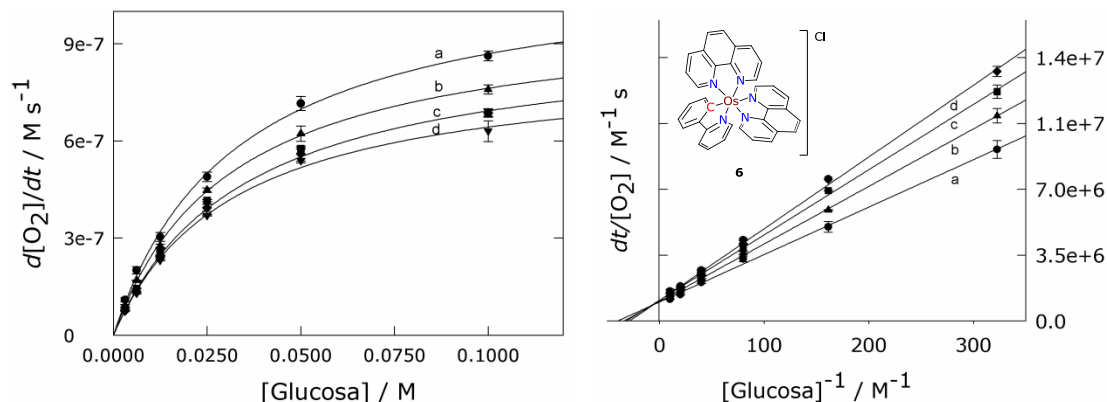 9e-7
6e-7
3e-7
0
d[O₂]/dt / M s⁻¹
a
b
c
d
0.0000
0.0250
0.0500
0.0750
0.1000
[Glucosa] / M
Cl
N
N
C
Os
N
N
N
6
d
c
b
a
1.4e+7
1.1e+7
7.0e+6
3.5e+6
0.0
dt/[O₂] / M⁻¹ s
0
100
200
300
[Glucosa]⁻¹ / M⁻¹